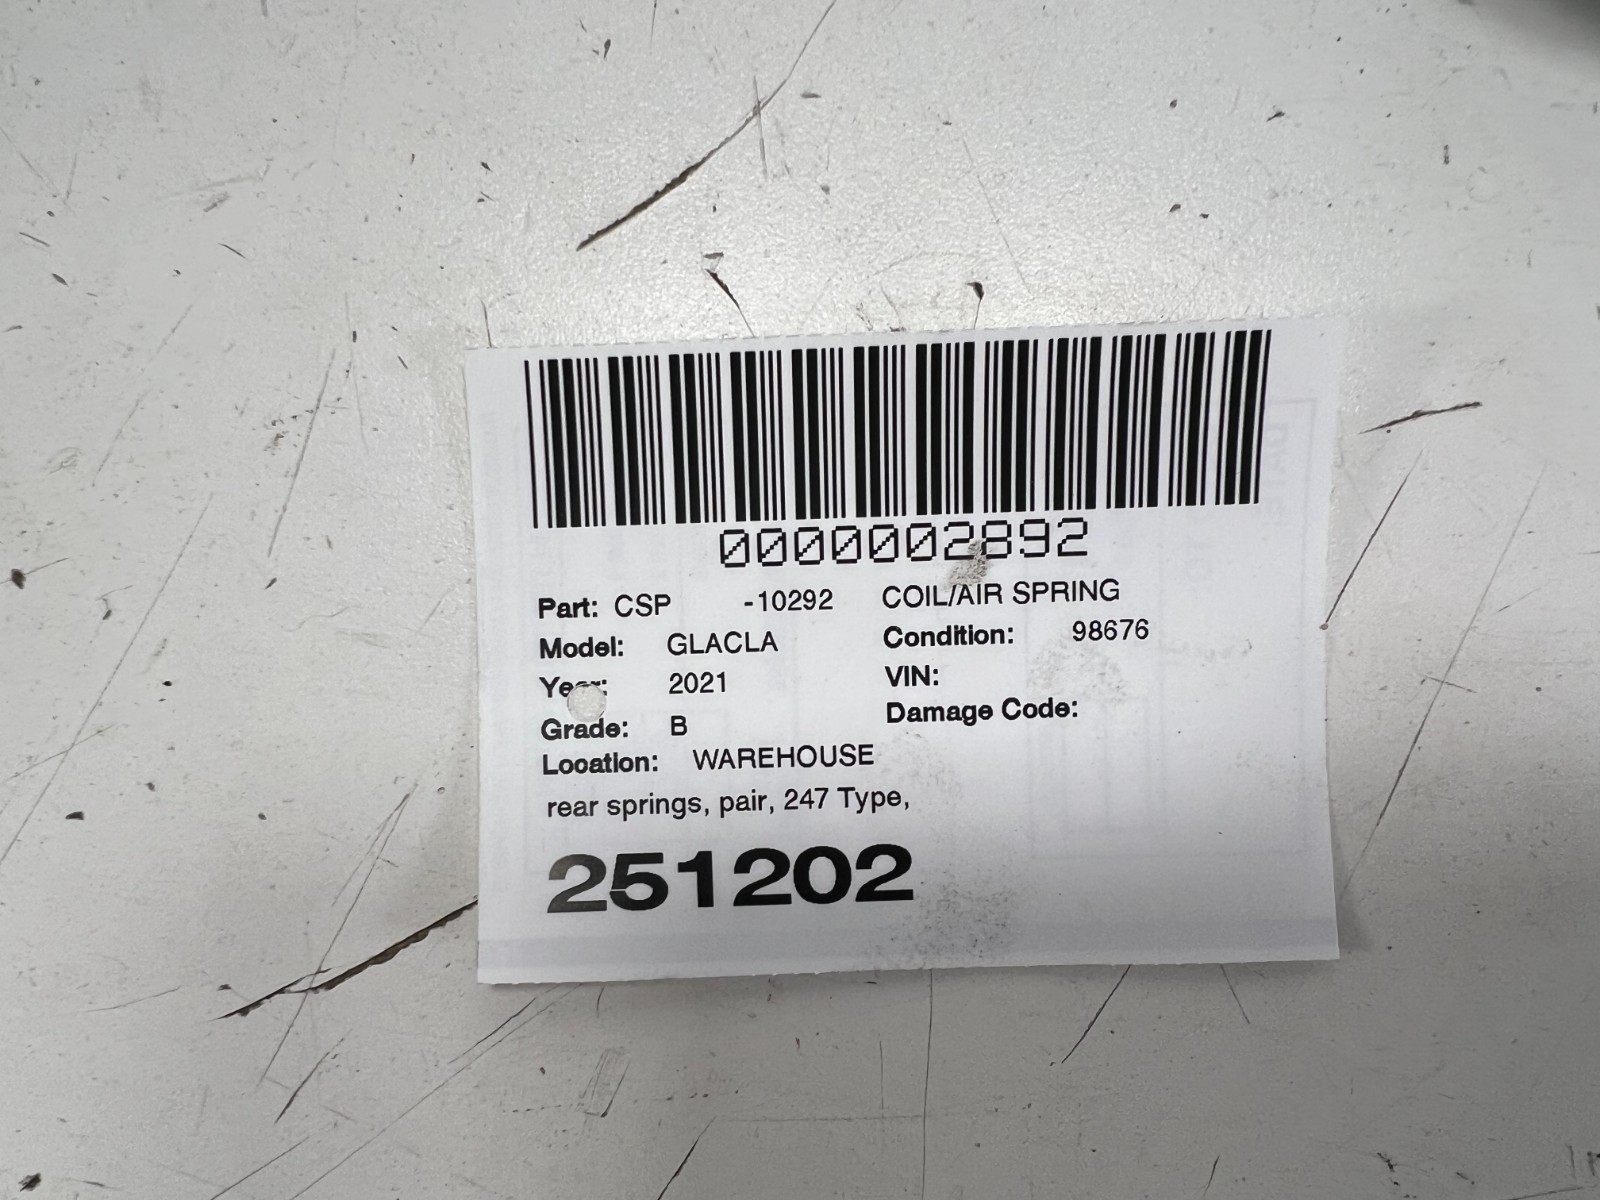 0000002892
Part: CSP -10292 COIL/AIR SPRING
Model: GLACLA Condition: 98676
Year: 2021 VIN:
Grade: B Damage Code:
Location: WAREHOUSE
rear springs, pair, 247 Type,
251202